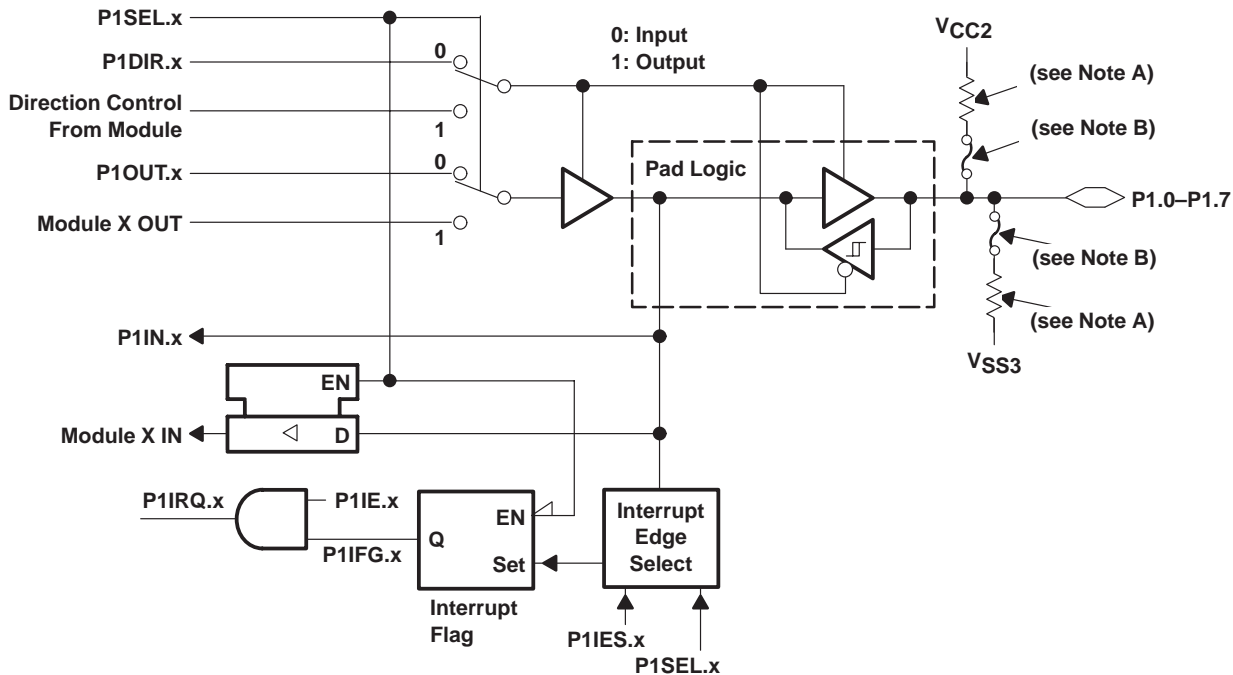 P1SEL.x
P1DIR.x
Direction Control
From Module
P1OUT.x
Module X OUT
0
1
0
1
0: Input
1: Output
Pad Logic
VCC2
(see Note A)
(see Note B)
P1.0–P1.7
(see Note B)
(see Note A)
VSS3
P1IN.x
EN
Module X IN
D
P1IRQ.x
P1IE.x
P1IFG.x
EN
Q
Set
Interrupt
Flag
Interrupt
Edge
Select
P1IES.x
P1SEL.x